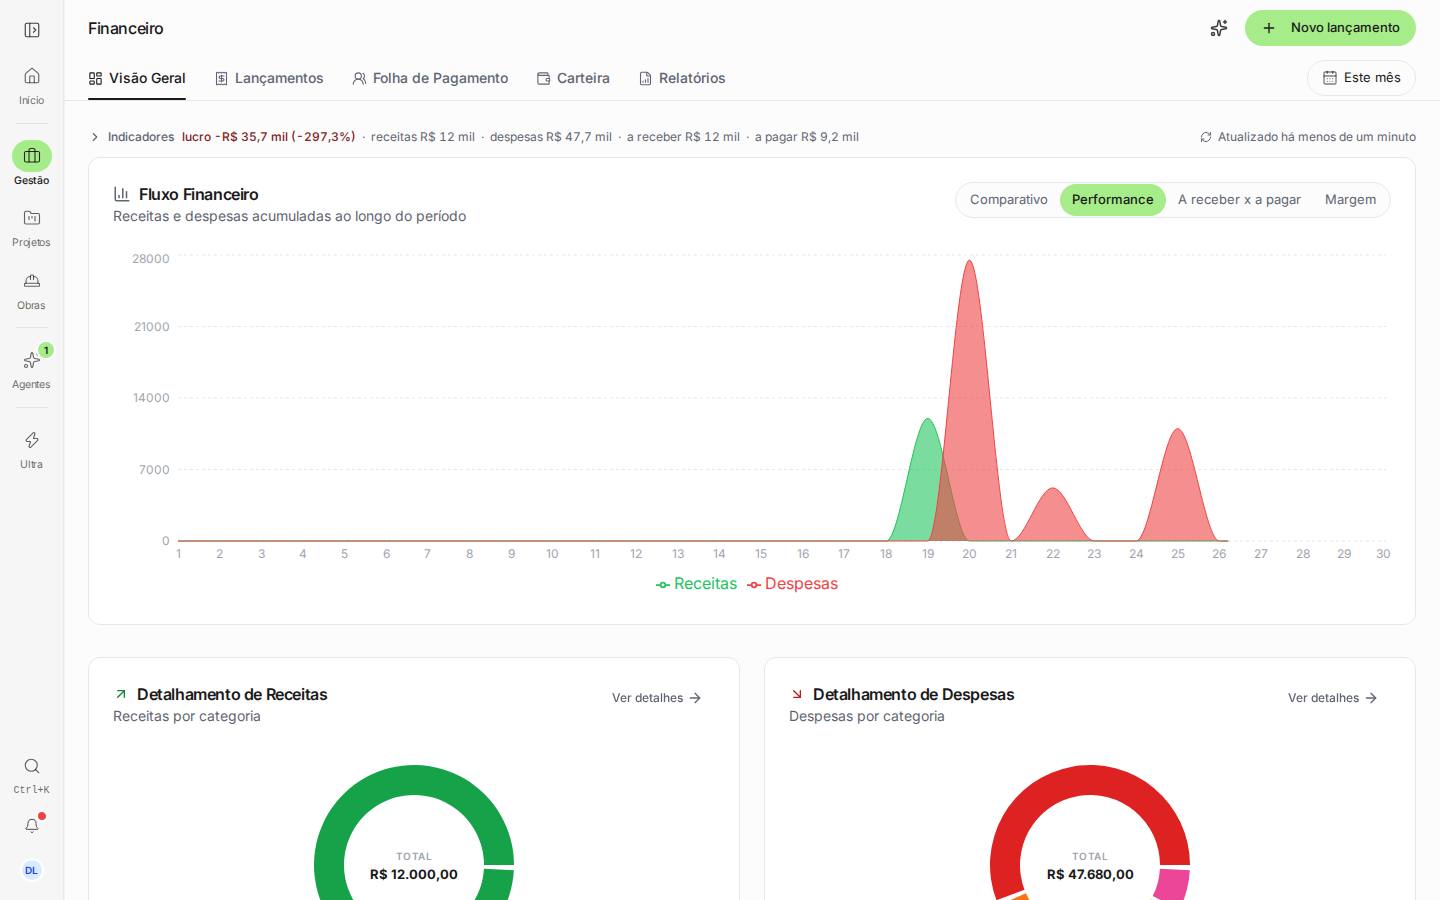 Financeiro
Novo lançamento
Visão Geral
Lançamentos
Folha de Pagamento
Carteira
Relatórios
Este mês
Início
Gestão
Projetos
Obras
1
Agentes
Ultra
Ctrl+K
DL
Indicadores lucro -R$ 35,7 mil (-297,3%) · receitas R$ 12 mil · despesas R$ 47,7 mil · a receber R$ 12 mil · a pagar R$ 9,2 mil
Atualizado há menos de um minuto
Fluxo Financeiro
Receitas e despesas acumuladas ao longo do período
Comparativo Performance A receber x a pagar Margem
28000
21000
14000
7000
0
1 2 3 4 5 6 7 8 9 10 11 12 13 14 15 16 17 18 19 20 21 22 23 24 25 26 27 28 29 30
Receitas Despesas
Detalhamento de Receitas
Receitas por categoria
Ver detalhes
TOTAL
R$ 12.000,00
Detalhamento de Despesas
Despesas por categoria
Ver detalhes
TOTAL
R$ 47.680,00